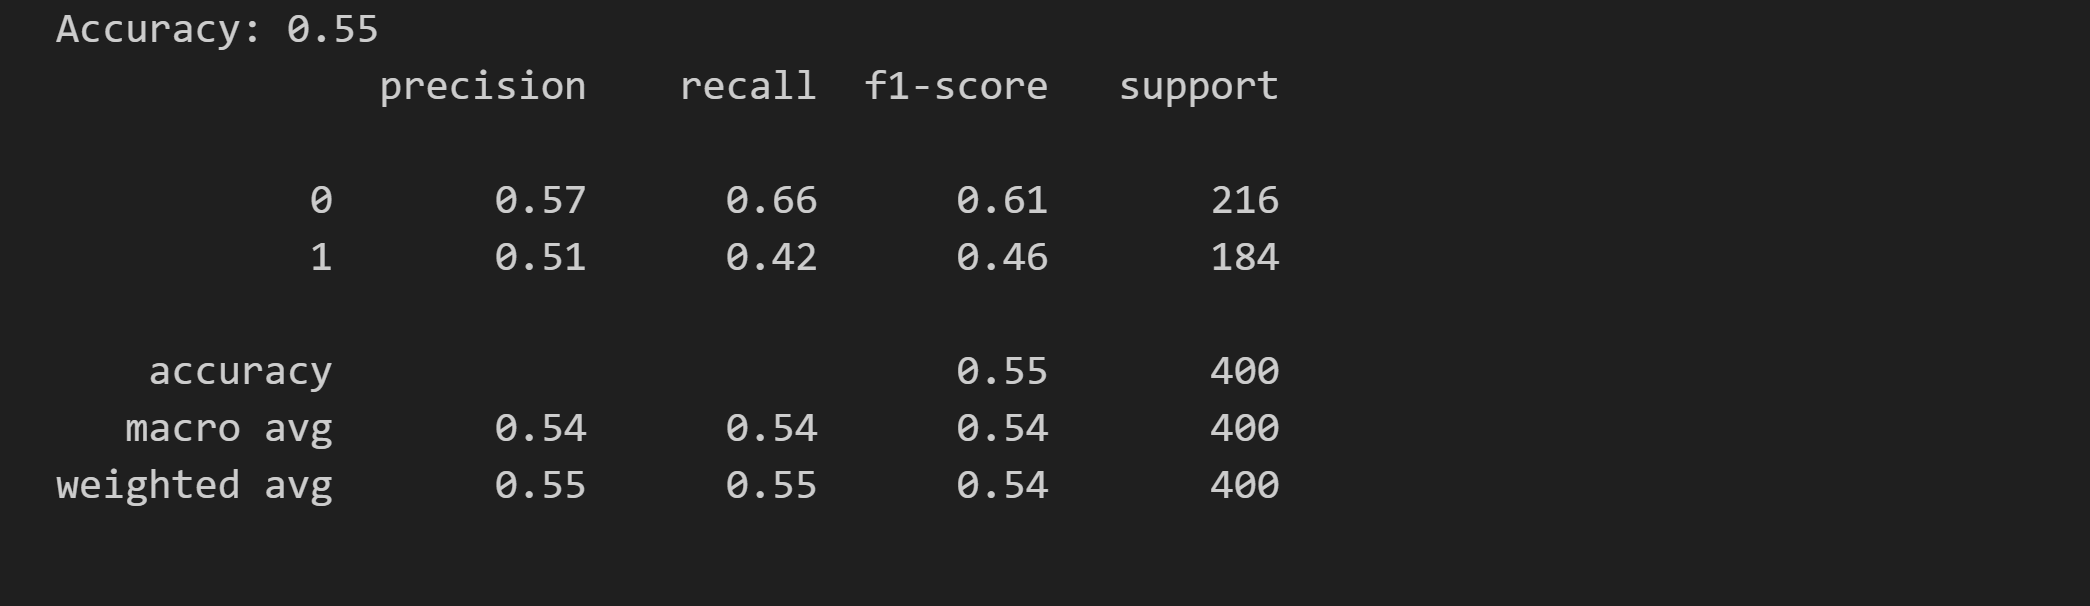 Accuracy: 0.55
precision recall f1-score support
0 0.57 0.66 0.61 216
1 0.51 0.42 0.46 184
accuracy 0.55 400
macro avg 0.54 0.54 0.54 400
weighted avg 0.55 0.55 0.54 400